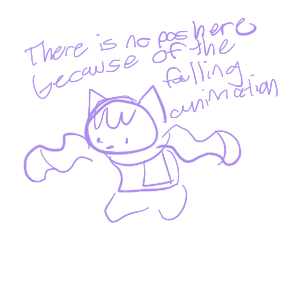 There is no pos here
because of the
falling
animation